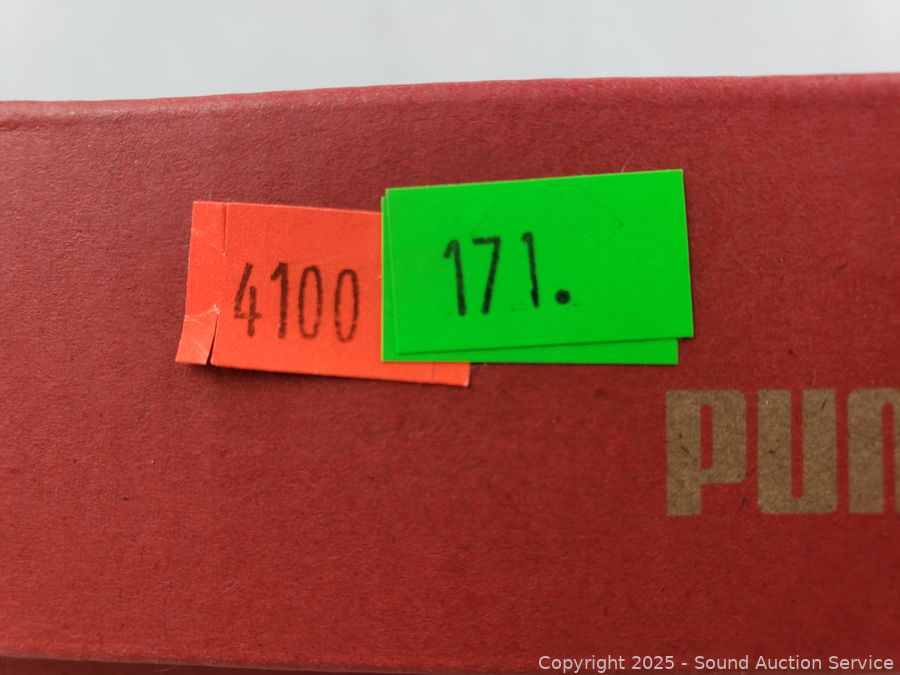 4100
171.
PUM
Copyright 2025 - Sound Auction Service